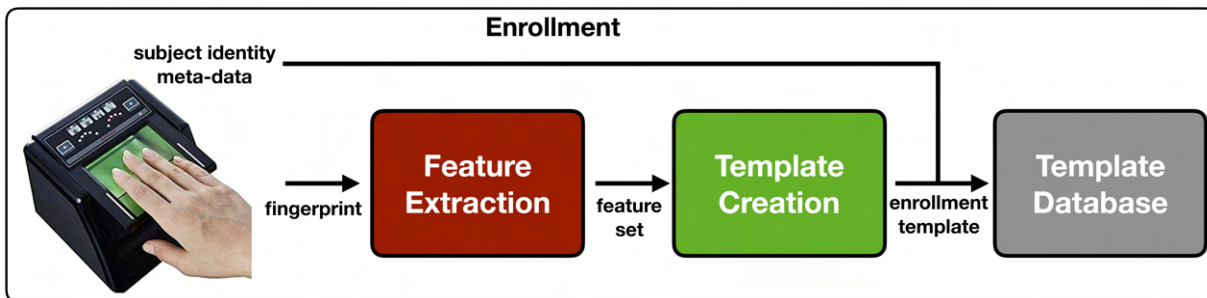 Enrollment
subject identity
meta-data
fingerprint
Feature
Extraction
feature
set
Template
Creation
enrollment
template
Template
Database